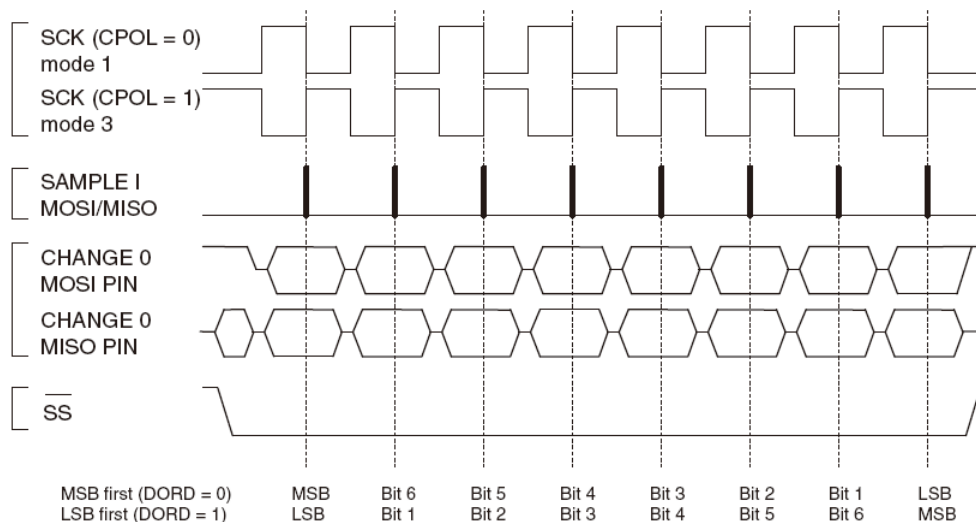 SCK (CPOL = 0)
mode 1
SCK (CPOL = 1)
mode 3
SAMPLE I
MOSI/MISO
CHANGE 0
MOSI PIN
CHANGE 0
MISO PIN
SS
MSB first (DORD = 0) MSB Bit 6 Bit 5 Bit 4 Bit 3 Bit 2 Bit 1 LSB
LSB first (DORD = 1) LSB Bit 1 Bit 2 Bit 3 Bit 4 Bit 5 Bit 6 MSB